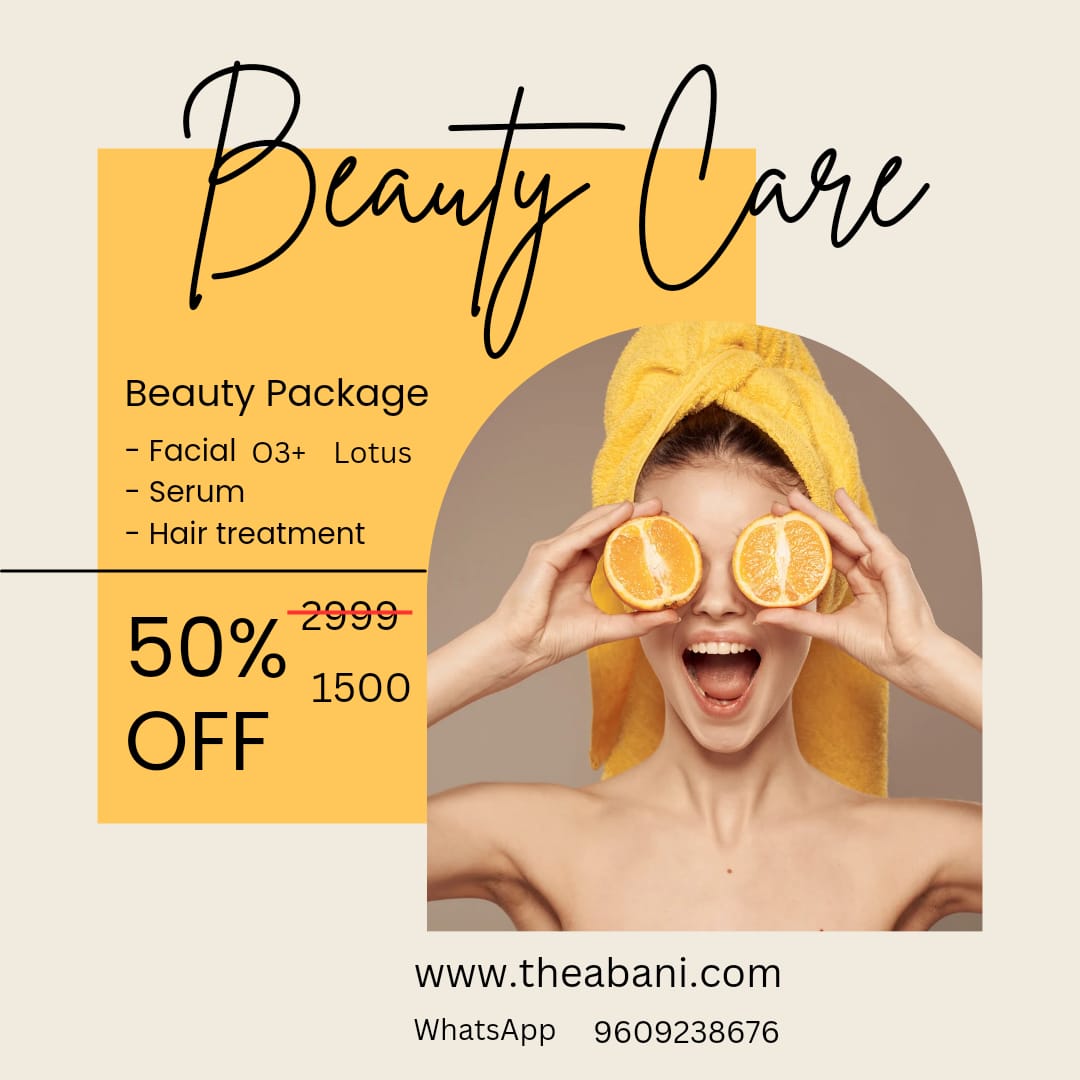 Beauty Care
Beauty Package
- Facial O3+ Lotus
- Serum
- Hair treatment
50% 2999
1500
OFF
www.theabani.com
WhatsApp 9609238676